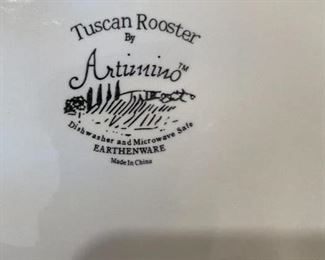 Tuscan Rooster
By
Artimino™
Dishwasher and Microwave Safe
EARTHENWARE
Made in China